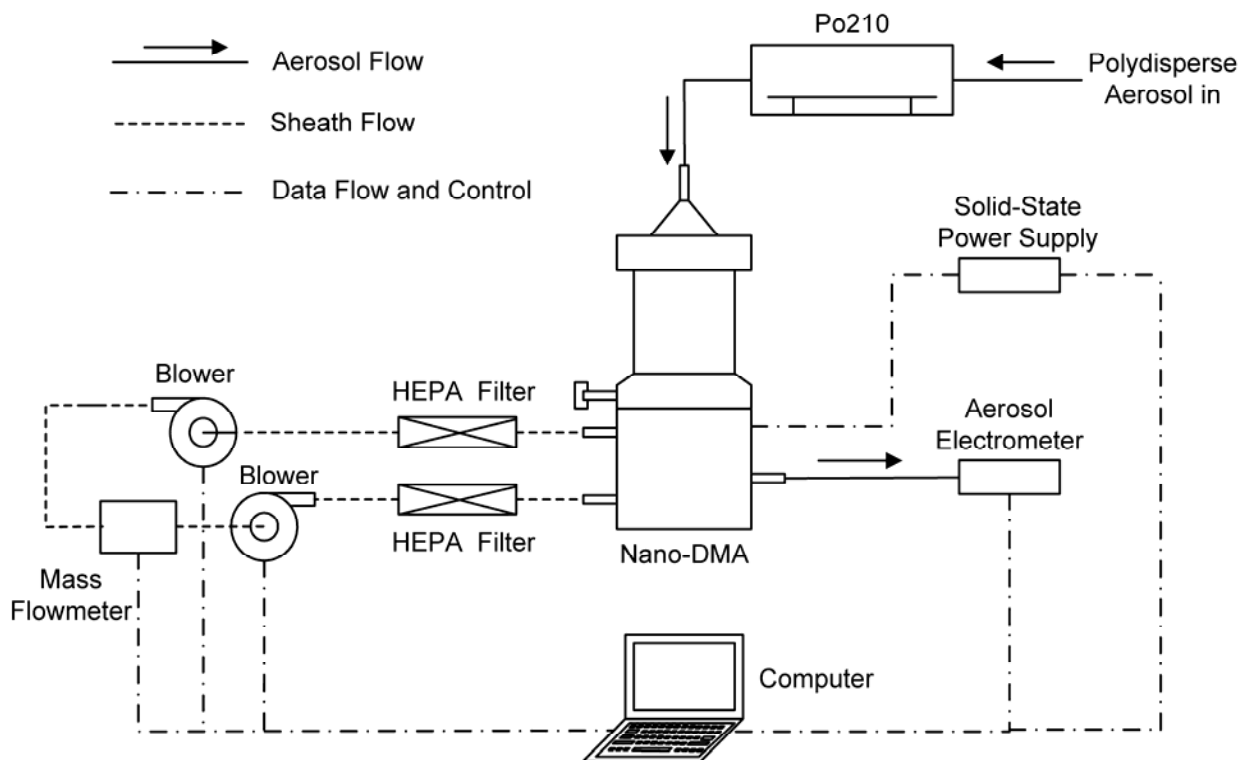 Po210
Aerosol Flow
Polydisperse
Aerosol in
Sheath Flow
Data Flow and Control
Solid-State
Power Supply
Blower
HEPA Filter
Aerosol
Electrometer
Blower
HEPA Filter
Nano-DMA
Mass
Flowmeter
Computer